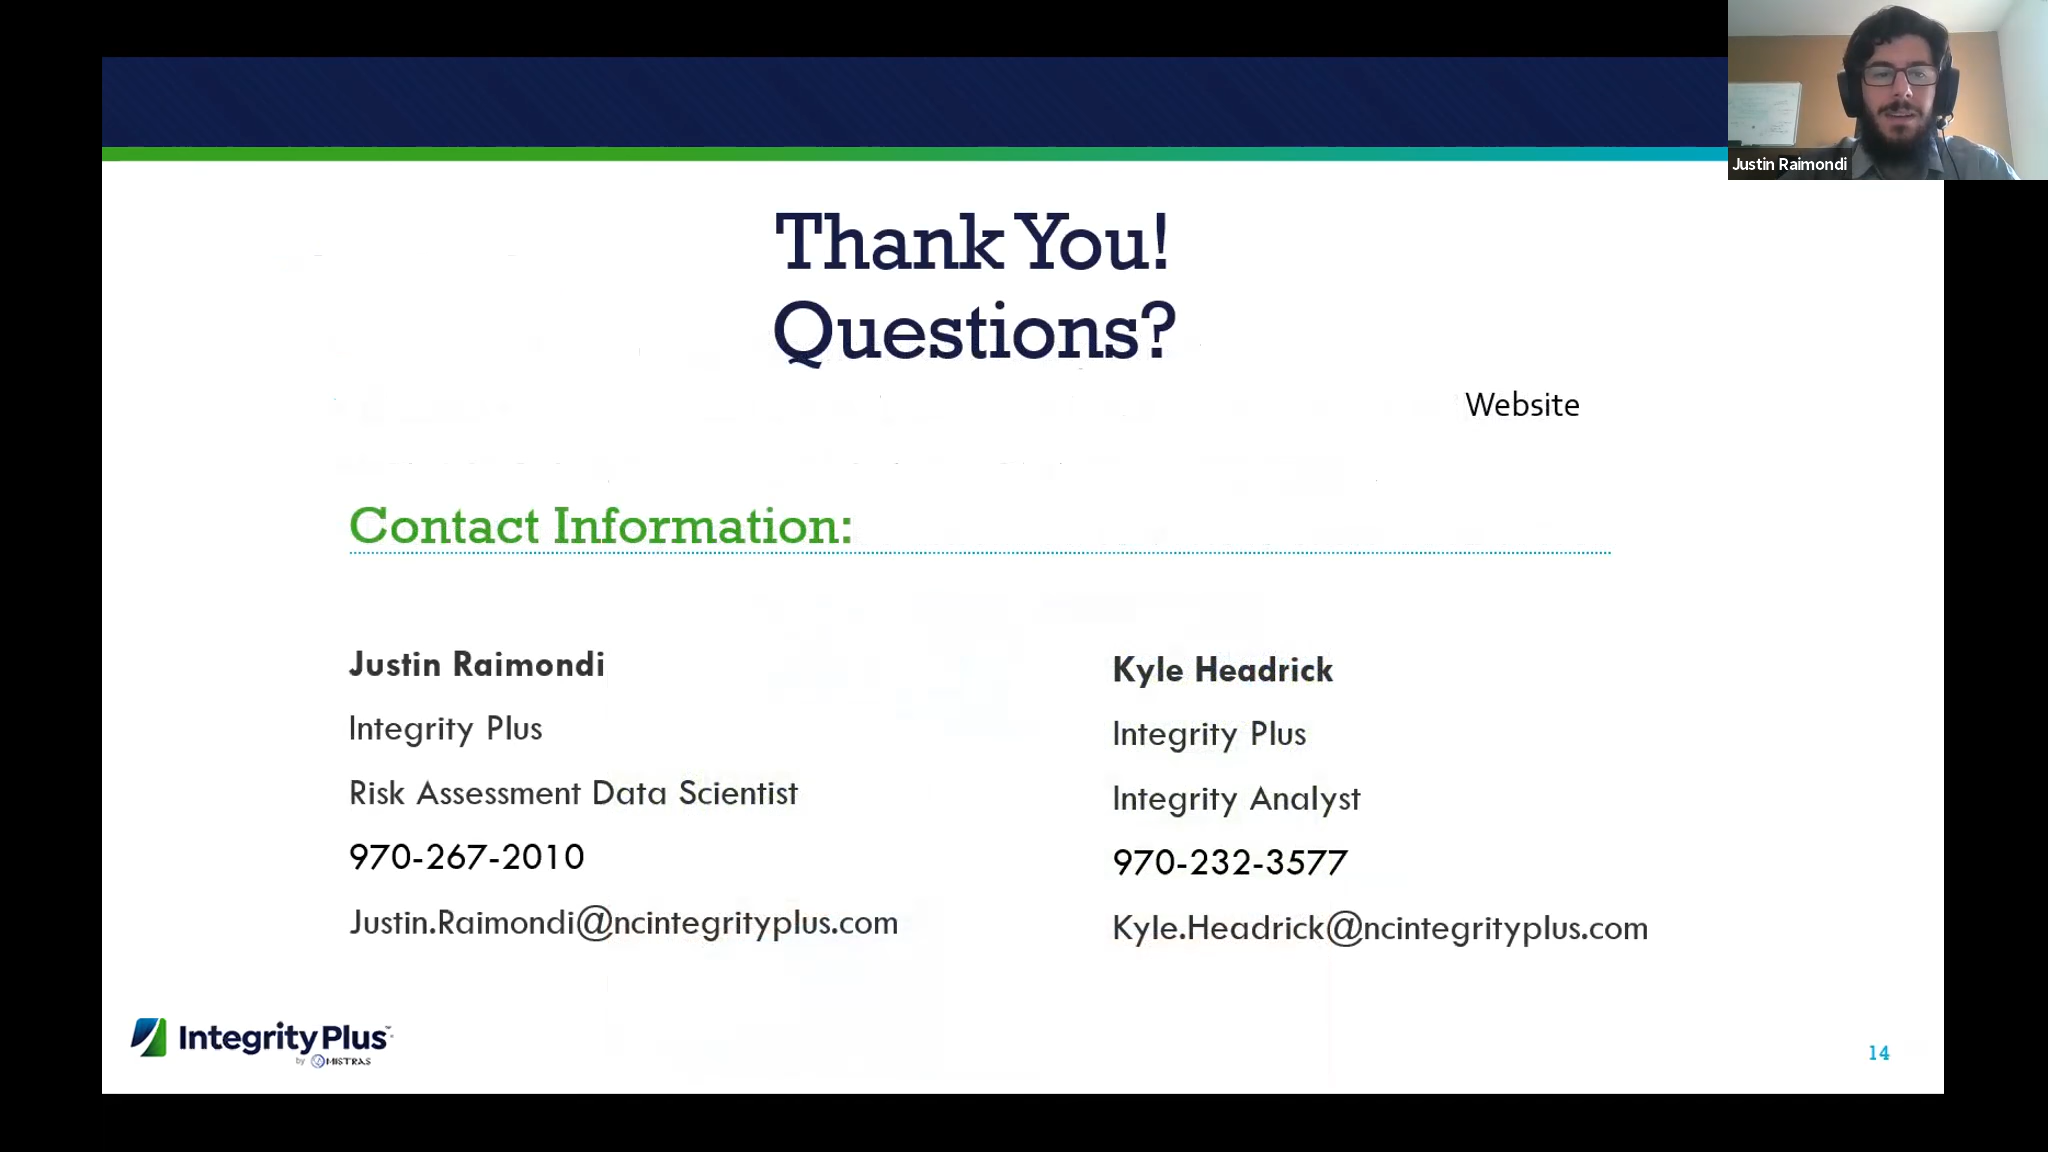 Justin Raimondi
Thank You!
Questions?
Website
Contact Information:
Justin Raimondi
Integrity Plus
Risk Assessment Data Scientist
970-267-2010
Justin.Raimondi@ncintegrityplus.com
Kyle Headrick
Integrity Plus
Integrity Analyst
970-232-3577
Kyle.Headrick@ncintegrityplus.com
Integrity Plus™
by MISTRAS
14